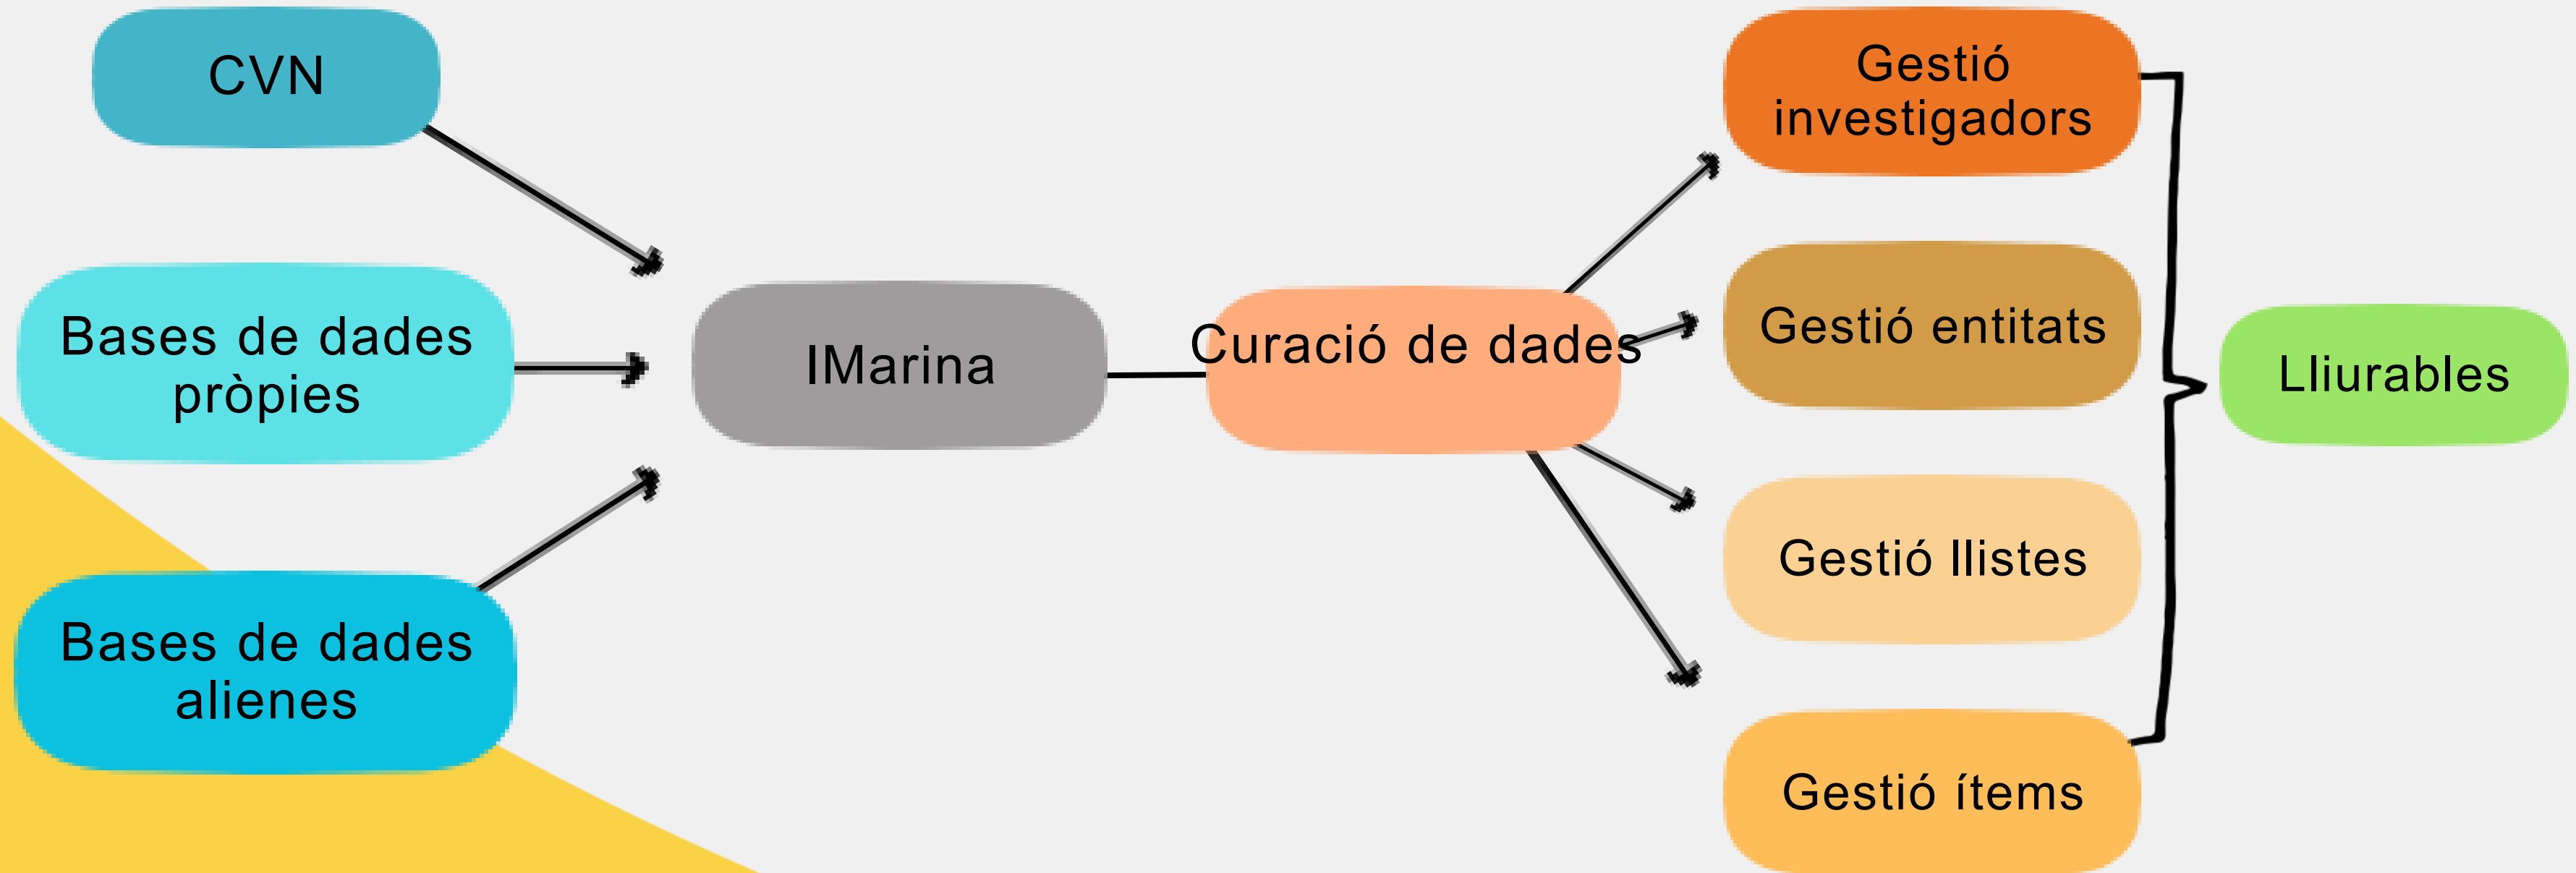 CVN
Bases de dades
pròpies
Bases de dades
alienes
IMarina
Curació de dades
Gestió
investigadors
Gestió entitats
Gestió llistes
Gestió ítems
Lliurables